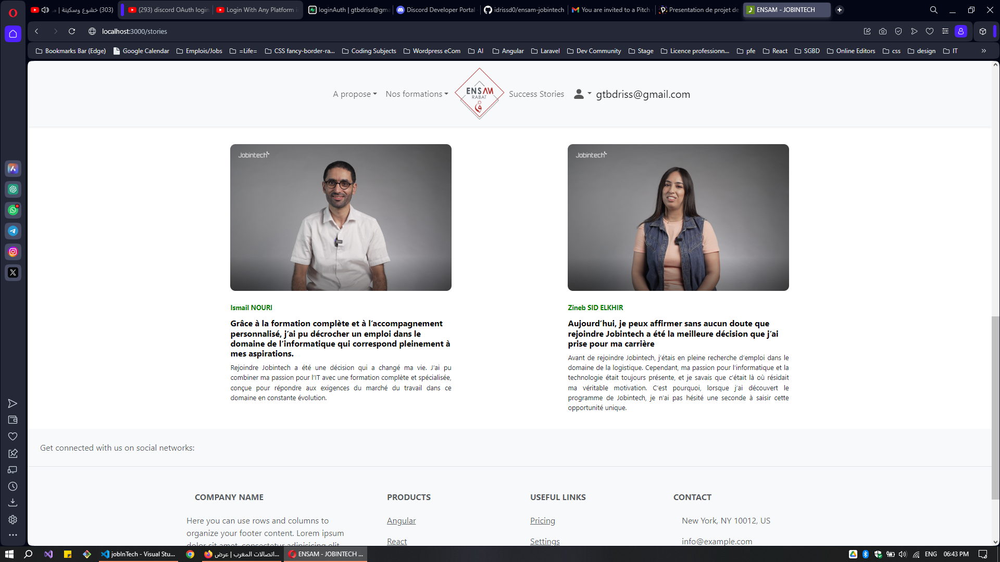 (303) خشوع وسكينة | م
(293) discord OAuth login
Login With Any Platform i
loginAuth | gtbdriss@gma
Discord Developer Portal
idrissd0/ensam-jobintech
You are invited to a Pitch
Presentation de projet de
ENSAM - JOBINTECH
localhost:3000/stories
Bookmarks Bar (Edge)
Google Calendar
Emplois/Jobs
=Life=
CSS fancy-border-ra...
Coding Subjects
Wordpress eCom
AI
Angular
Laravel
Dev Community
Stage
Licence professionn...
pfe
React
SGBD
Online Editors
css
design
IT
A propose
Nos formations
ENSAM
RABAT
Success Stories
gtbdriss@gmail.com
Jobintech
Jobintech
Ismail NOURI
Grâce à la formation complète et à l'accompagnement
personnalisé, j'ai pu décrocher un emploi dans le
domaine de l'informatique qui correspond pleinement à
mes aspirations.
Rejoindre Jobintech a été une décision qui a changé ma vie. J'ai pu
combiner ma passion pour l'IT avec une formation complète et spécialisée,
conçue pour répondre aux exigences du marché du travail dans ce
domaine en constante évolution.
Zineb SID ELKHIR
Aujourd'hui, je peux affirmer sans aucun doute que
rejoindre Jobintech a été la meilleure décision que j'ai
prise pour ma carrière
Avant de rejoindre Jobintech, j'étais en pleine recherche d'emploi dans le
domaine de la logistique. Cependant, ma passion pour l'informatique et la
technologie était toujours présente, et je savais que c'était là où résidait
ma véritable motivation. C'est pourquoi, lorsque j'ai découvert le
programme de Jobintech, je n'ai pas hésité une seconde à saisir cette
opportunité unique.
Get connected with us on social networks:
COMPANY NAME
Here you can use rows and columns to
organize your footer content. Lorem ipsum
dolor sit amet, consectetur adipisicing elit
PRODUCTS
Angular
React
USEFUL LINKS
Pricing
Settings
CONTACT
New York, NY 10012, US
info@example.com
jobInTech - Visual Stu...
اتصالات المغرب | عرض...
ENSAM - JOBINTECH ...
ENG
06:43 PM